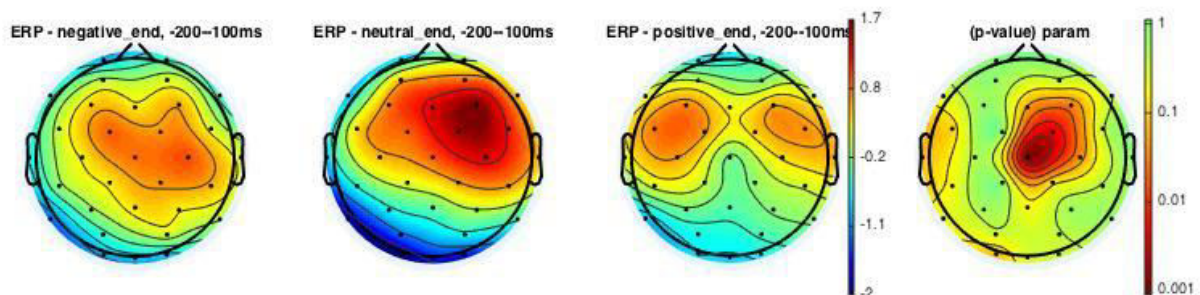 ERP - negative_end, -200--100ms
ERP - neutral_end, -200--100ms
ERP - positive_end, -200--100ms
(p-value) param
1.7
0.8
-0.2
-1.1
-2
1
0.1
0.01
0.001